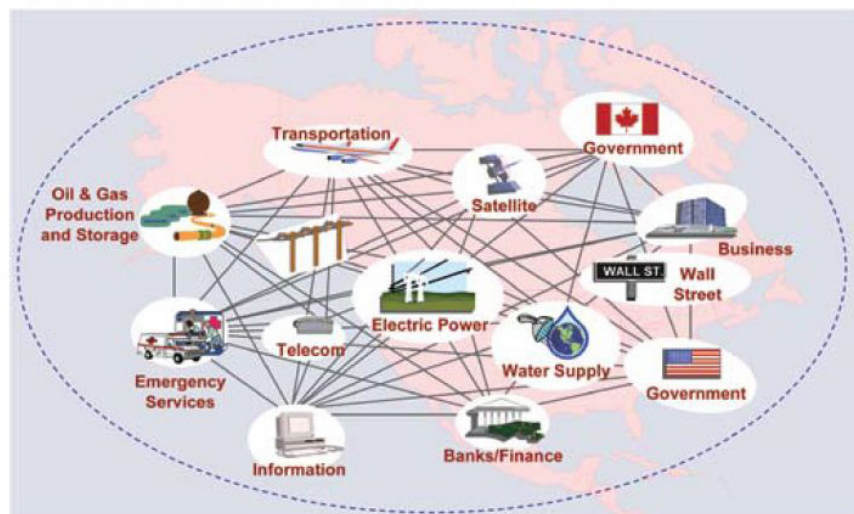 Transportation
Government
Oil & Gas
Production
and Storage
Satellite
Business
WALL ST.
Wall
Street
Electric Power
Telecom
Water Supply
Emergency
Services
Government
Information
Banks/Finance